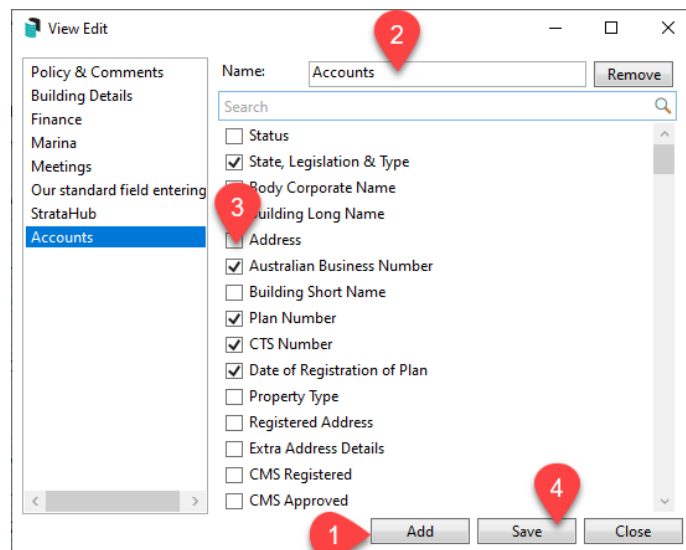 View Edit
2
Policy & Comments
Building Details
Finance
Marina
Meetings
Our standard field entering
StrataHub
Accounts
Name:
Accounts
Remove
Search
Status
State, Legislation & Type
Body Corporate Name
3
Building Long Name
Address
Australian Business Number
Building Short Name
Plan Number
CTS Number
Date of Registration of Plan
Property Type
Registered Address
Extra Address Details
CMS Registered
CMS Approved
4
1
Add
Save
Close